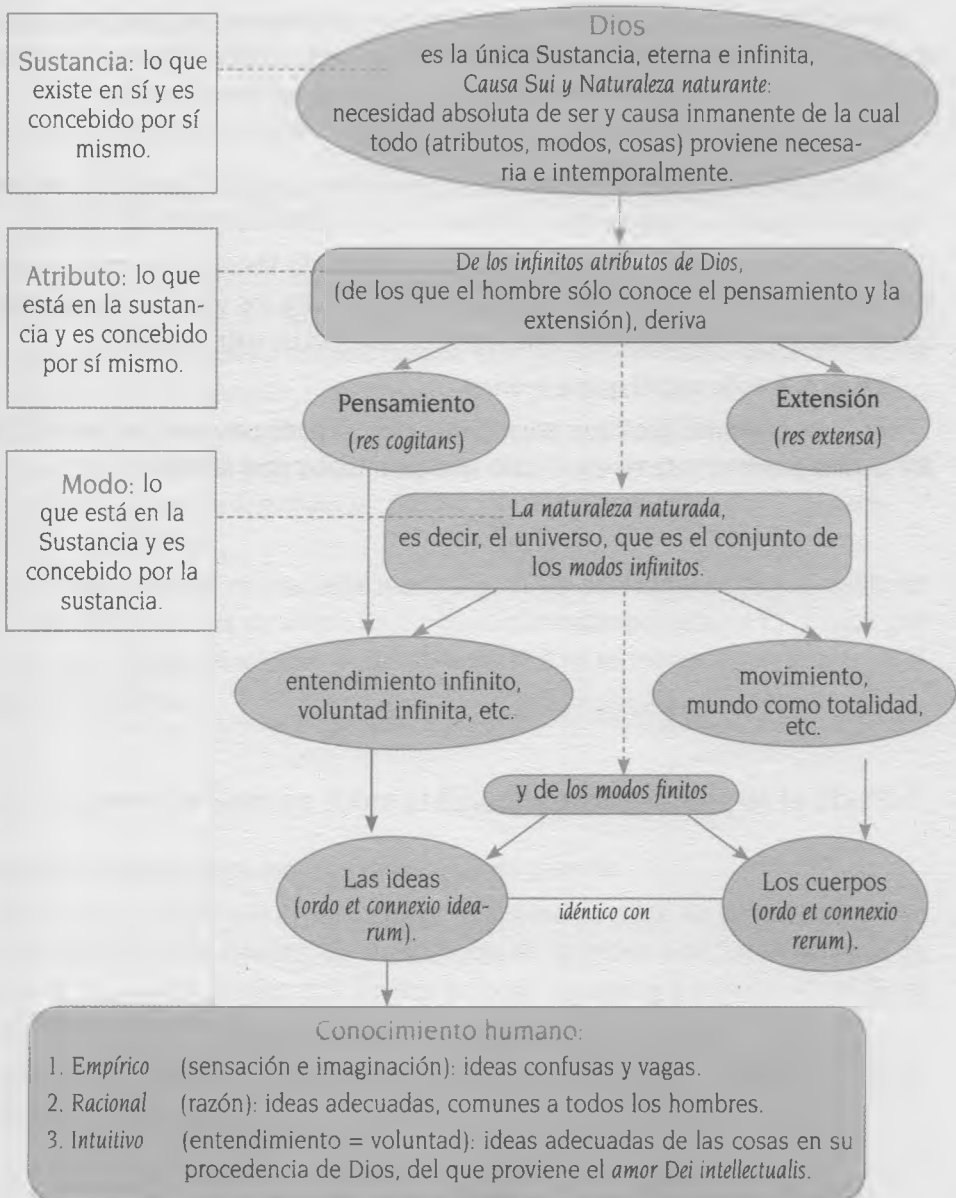 Dios
es la única Sustancia, eterna e infinita,
Causa Sui y Naturaleza naturante:
necesidad absoluta de ser y causa inmanente de la cual
todo (atributos, modos, cosas) proviene necesa-
ria e intemporalmente.
Sustancia: lo que
existe en sí y es
concebido por sí
mismo.
Atributo: lo que
está en la sustan-
cia y es concebido
por sí mismo.
De los infinitos atributos de Dios,
(de los que el hombre sólo conoce el pensamiento y la
extensión), deriva
Pensamiento
(res cogitans)
Extensión
(res extensa)
Modo: lo
que está en la
Sustancia y es
concebido por la
sustancia.
La naturaleza naturada,
es decir, el universo, que es el conjunto de
los modos infinitos.
entendimiento infinito,
voluntad infinita, etc.
movimiento,
mundo como totalidad,
etc.
y de los modos finitos
Las ideas
(ordo et connexio idea-
rum).
idéntico con
Los cuerpos
(ordo et connexio
rerum).
Conocimiento humano:
1. Empírico (sensación e imaginación): ideas confusas y vagas.
2. Racional (razón): ideas adecuadas, comunes a todos los hombres.
3. Intuitivo (entendimiento = voluntad): ideas adecuadas de las cosas en su
procedencia de Dios, del que proviene el amor Dei intellectualis.